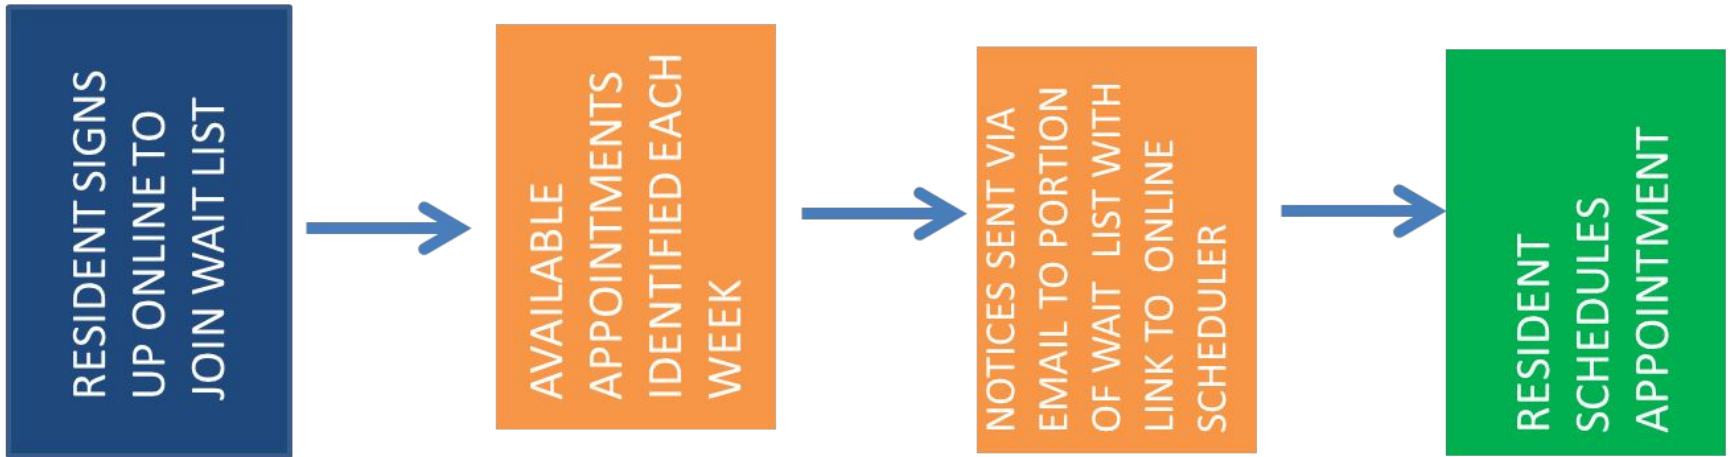 RESIDENT SIGNS
UP ONLINE TO
JOIN WAIT LIST
AVAILABLE
APPOINTMENTS
IDENTIFIED EACH
WEEK
NOTICES SENT VIA
EMAIL TO PORTION
OF WAIT LIST WITH
LINK TO ONLINE
SCHEDULER
RESIDENT
SCHEDULES
APPOINTMENT